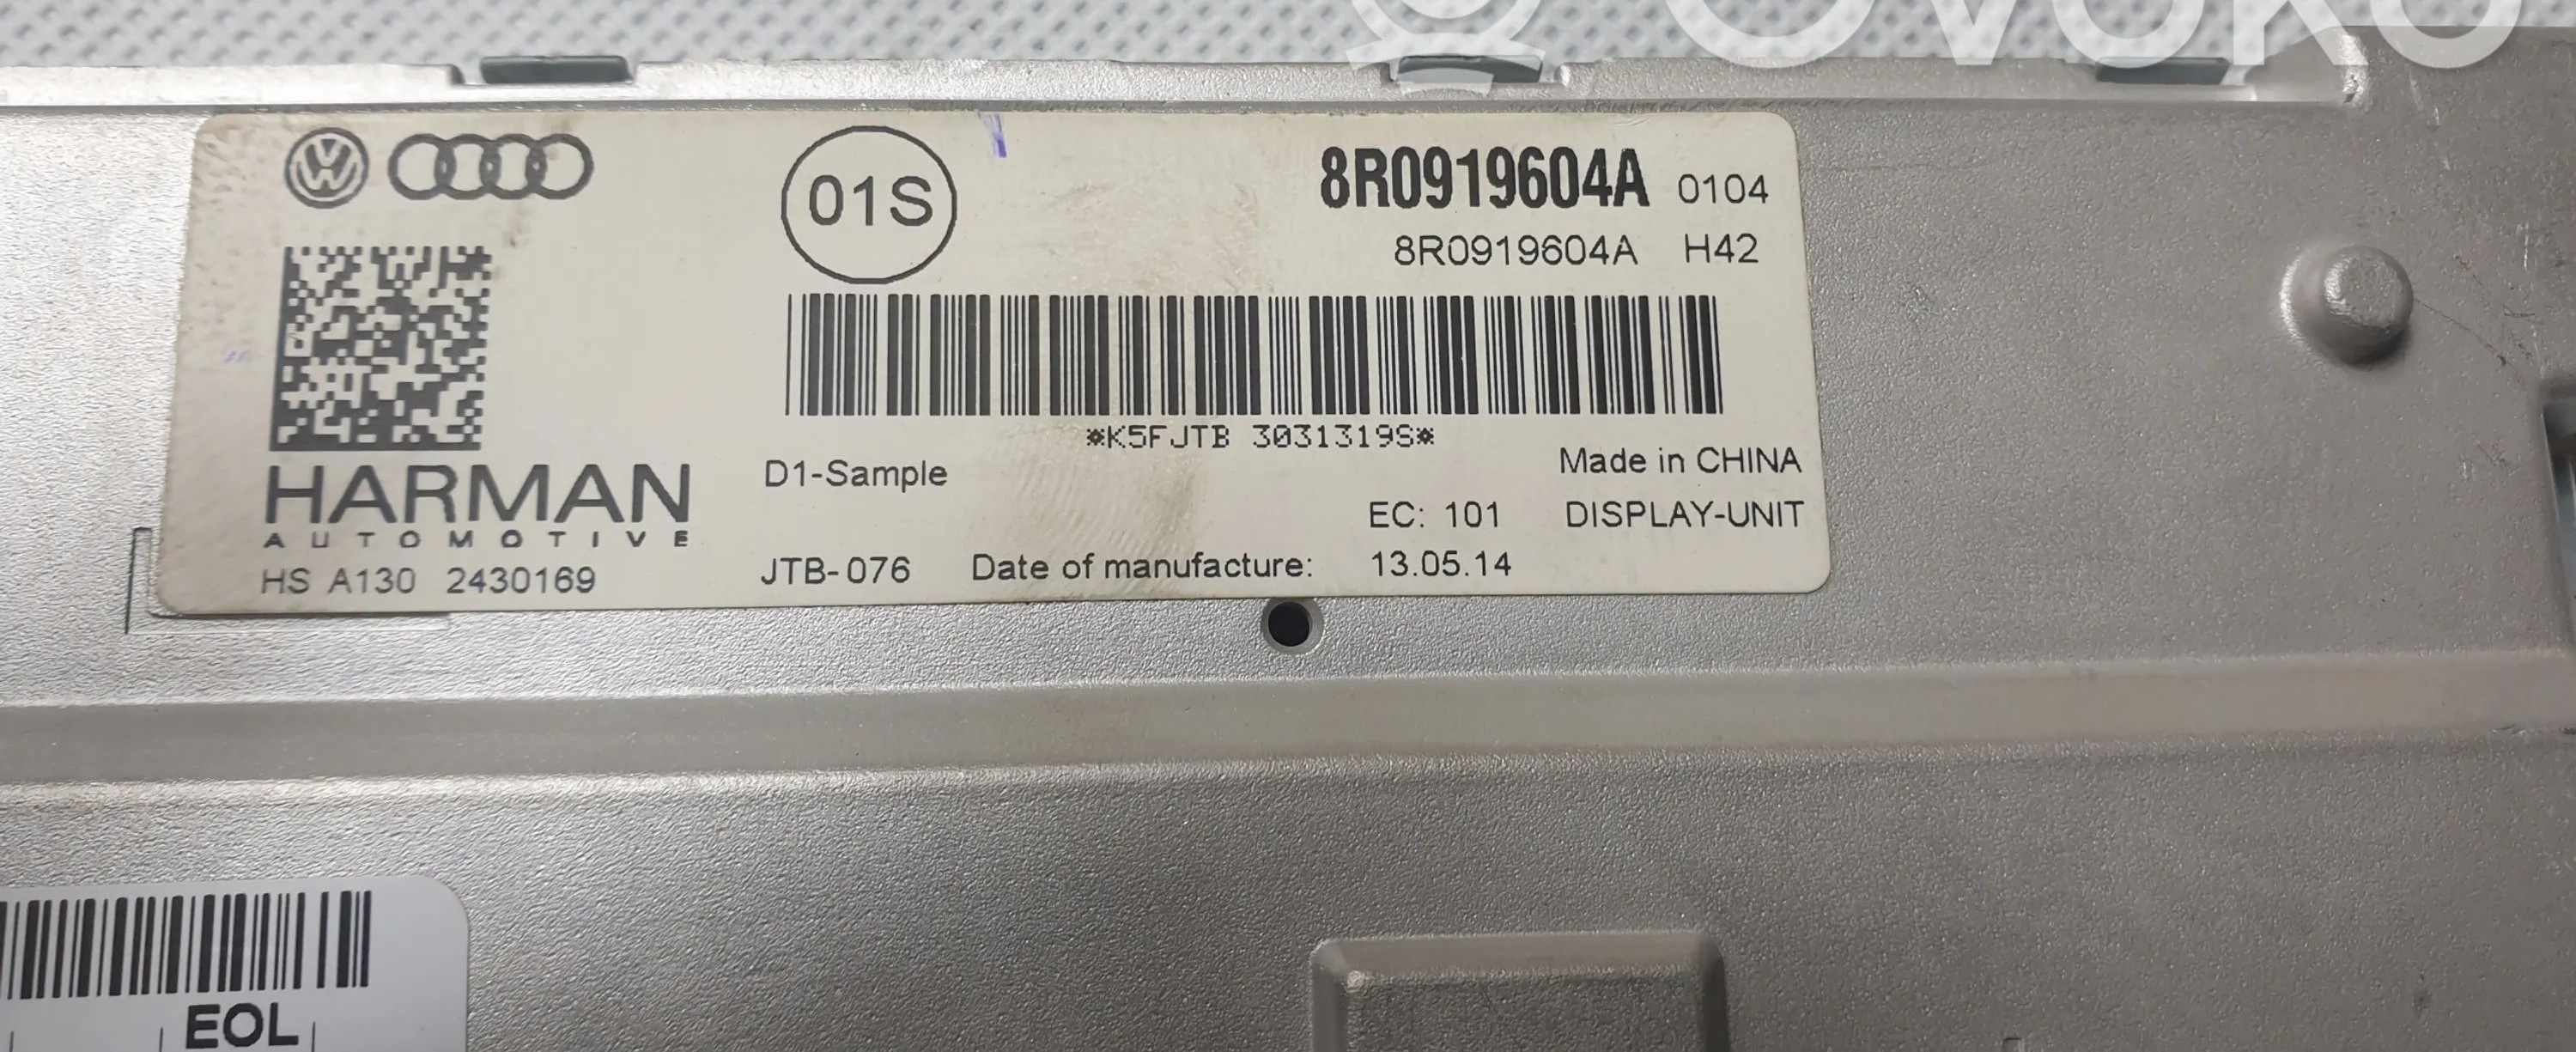 OVOKO
01S
8R0919604A 0104
8R0919604A H42
*K5FJTB 3031319S*
HARMAN
AUTOMOTIVE
HS A130 2430169
D1-Sample
Made in CHINA
EC: 101 DISPLAY-UNIT
JTB-076 Date of manufacture: 13.05.14
EOL